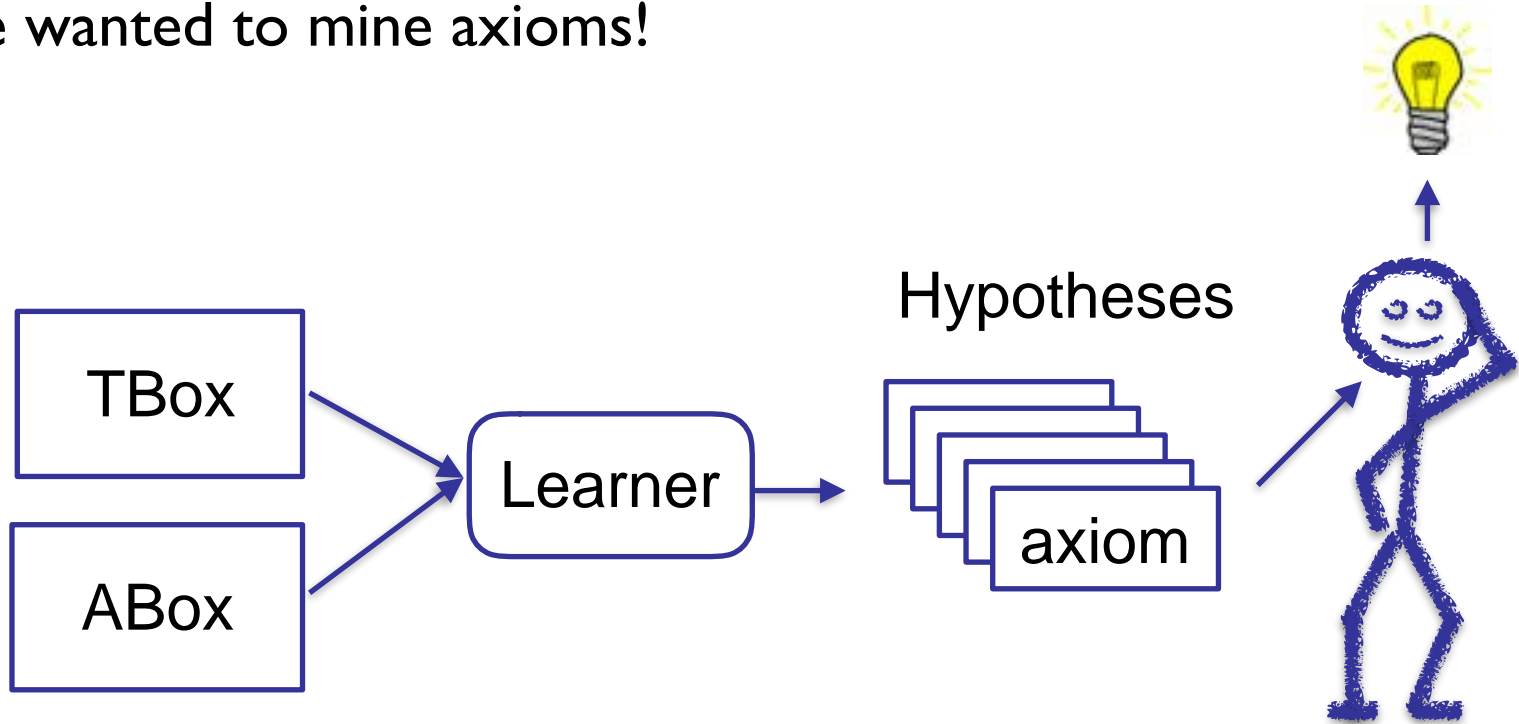 wanted to mine axioms!
Hypotheses
TBox
Learner
axiom
ABox